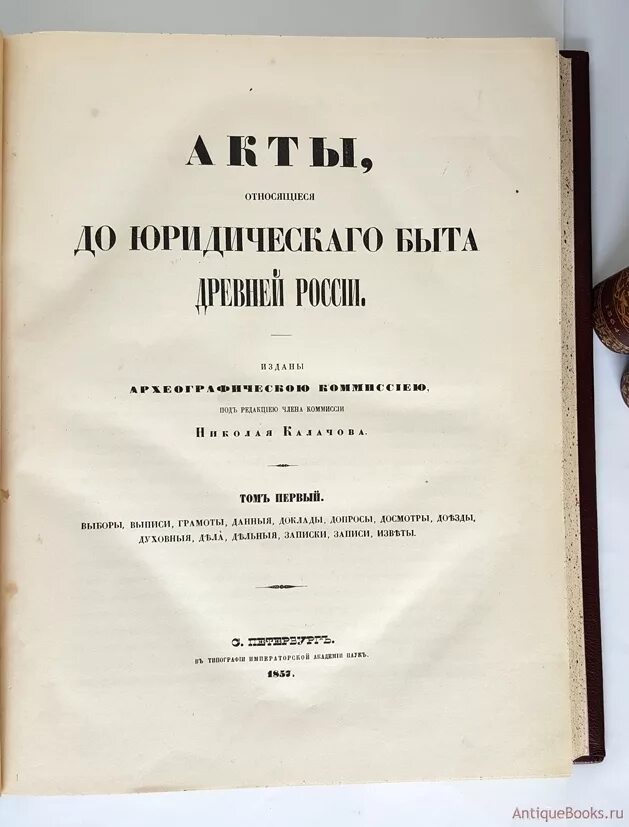 АКТЫ,
ОТНОСЯЩІЕСЯ
ДО ЮРИДИЧЕСКАГО БЫТА
ДРЕВНЕЙ РОССІИ.
ИЗДАНЫ
АРХЕОГРАФИЧЕСКОЮ КОММИССІЕЮ,
ПОДЪ РЕДАКЦІЕЮ ЧЛЕНА КОММИССІИ
НИКОЛАЯ КАЛАЧОВА.
ТОМЪ ПЕРВЫЙ.
ВЫБОРЫ, ВЫПИСИ, ГРАМОТЫ, ДАННЫЯ, ДОКЛАДЫ, ДОПРОСЫ, ДОСМОТРЫ, ДОѢЗДЫ,
ДУХОВНЫЯ, ДѢЛА, ДѢЛЬНЫЯ, ЗАПИСКИ, ЗАПИСИ, ИЗВѢТЫ.
С. ПЕТЕРБУРГЪ.
ВЪ ТИПОГРАФІИ ИМПЕРАТОРСКОЙ АКАДЕМІИ НАУКЪ.
1857.
AntiqueBooks.ru